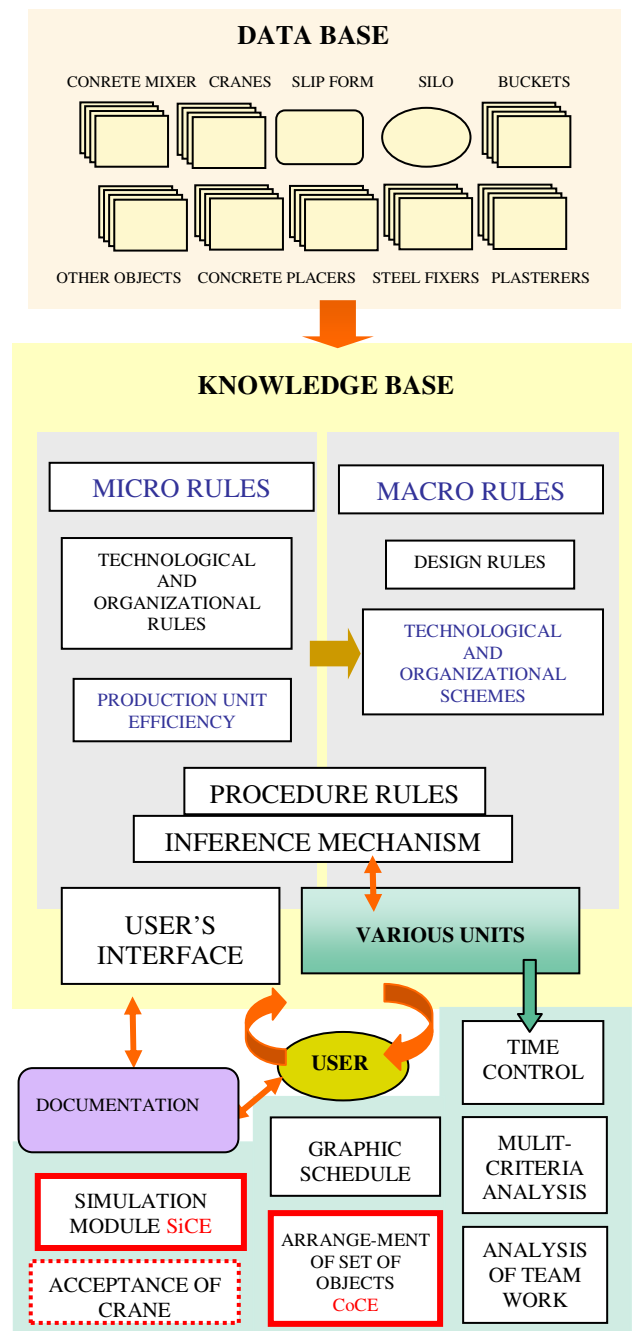 DATA BASE
CONRETE MIXER CRANES SLIP FORM SILO BUCKETS
OTHER OBJECTS CONCRETE PLACERS STEEL FIXERS PLASTERERS
KNOWLEDGE BASE
MICRO RULES
MACRO RULES
TECHNOLOGICAL
AND
ORGANIZATIONAL
RULES
DESIGN RULES
TECHNOLOGICAL
AND
ORGANIZATIONAL
SCHEMES
PRODUCTION UNIT
EFFICIENCY
PROCEDURE RULES
INFERENCE MECHANISM
USER'S
INTERFACE
VARIOUS UNITS
USER
TIME
CONTROL
DOCUMENTATION
GRAPHIC
SCHEDULE
MULIT-
CRITERIA
ANALYSIS
SIMULATION
MODULE SiCE
ARRANGE-MENT
OF SET OF
OBJECTS
CoCE
ANALYSIS
OF TEAM
WORK
ACCEPTANCE OF
CRANE